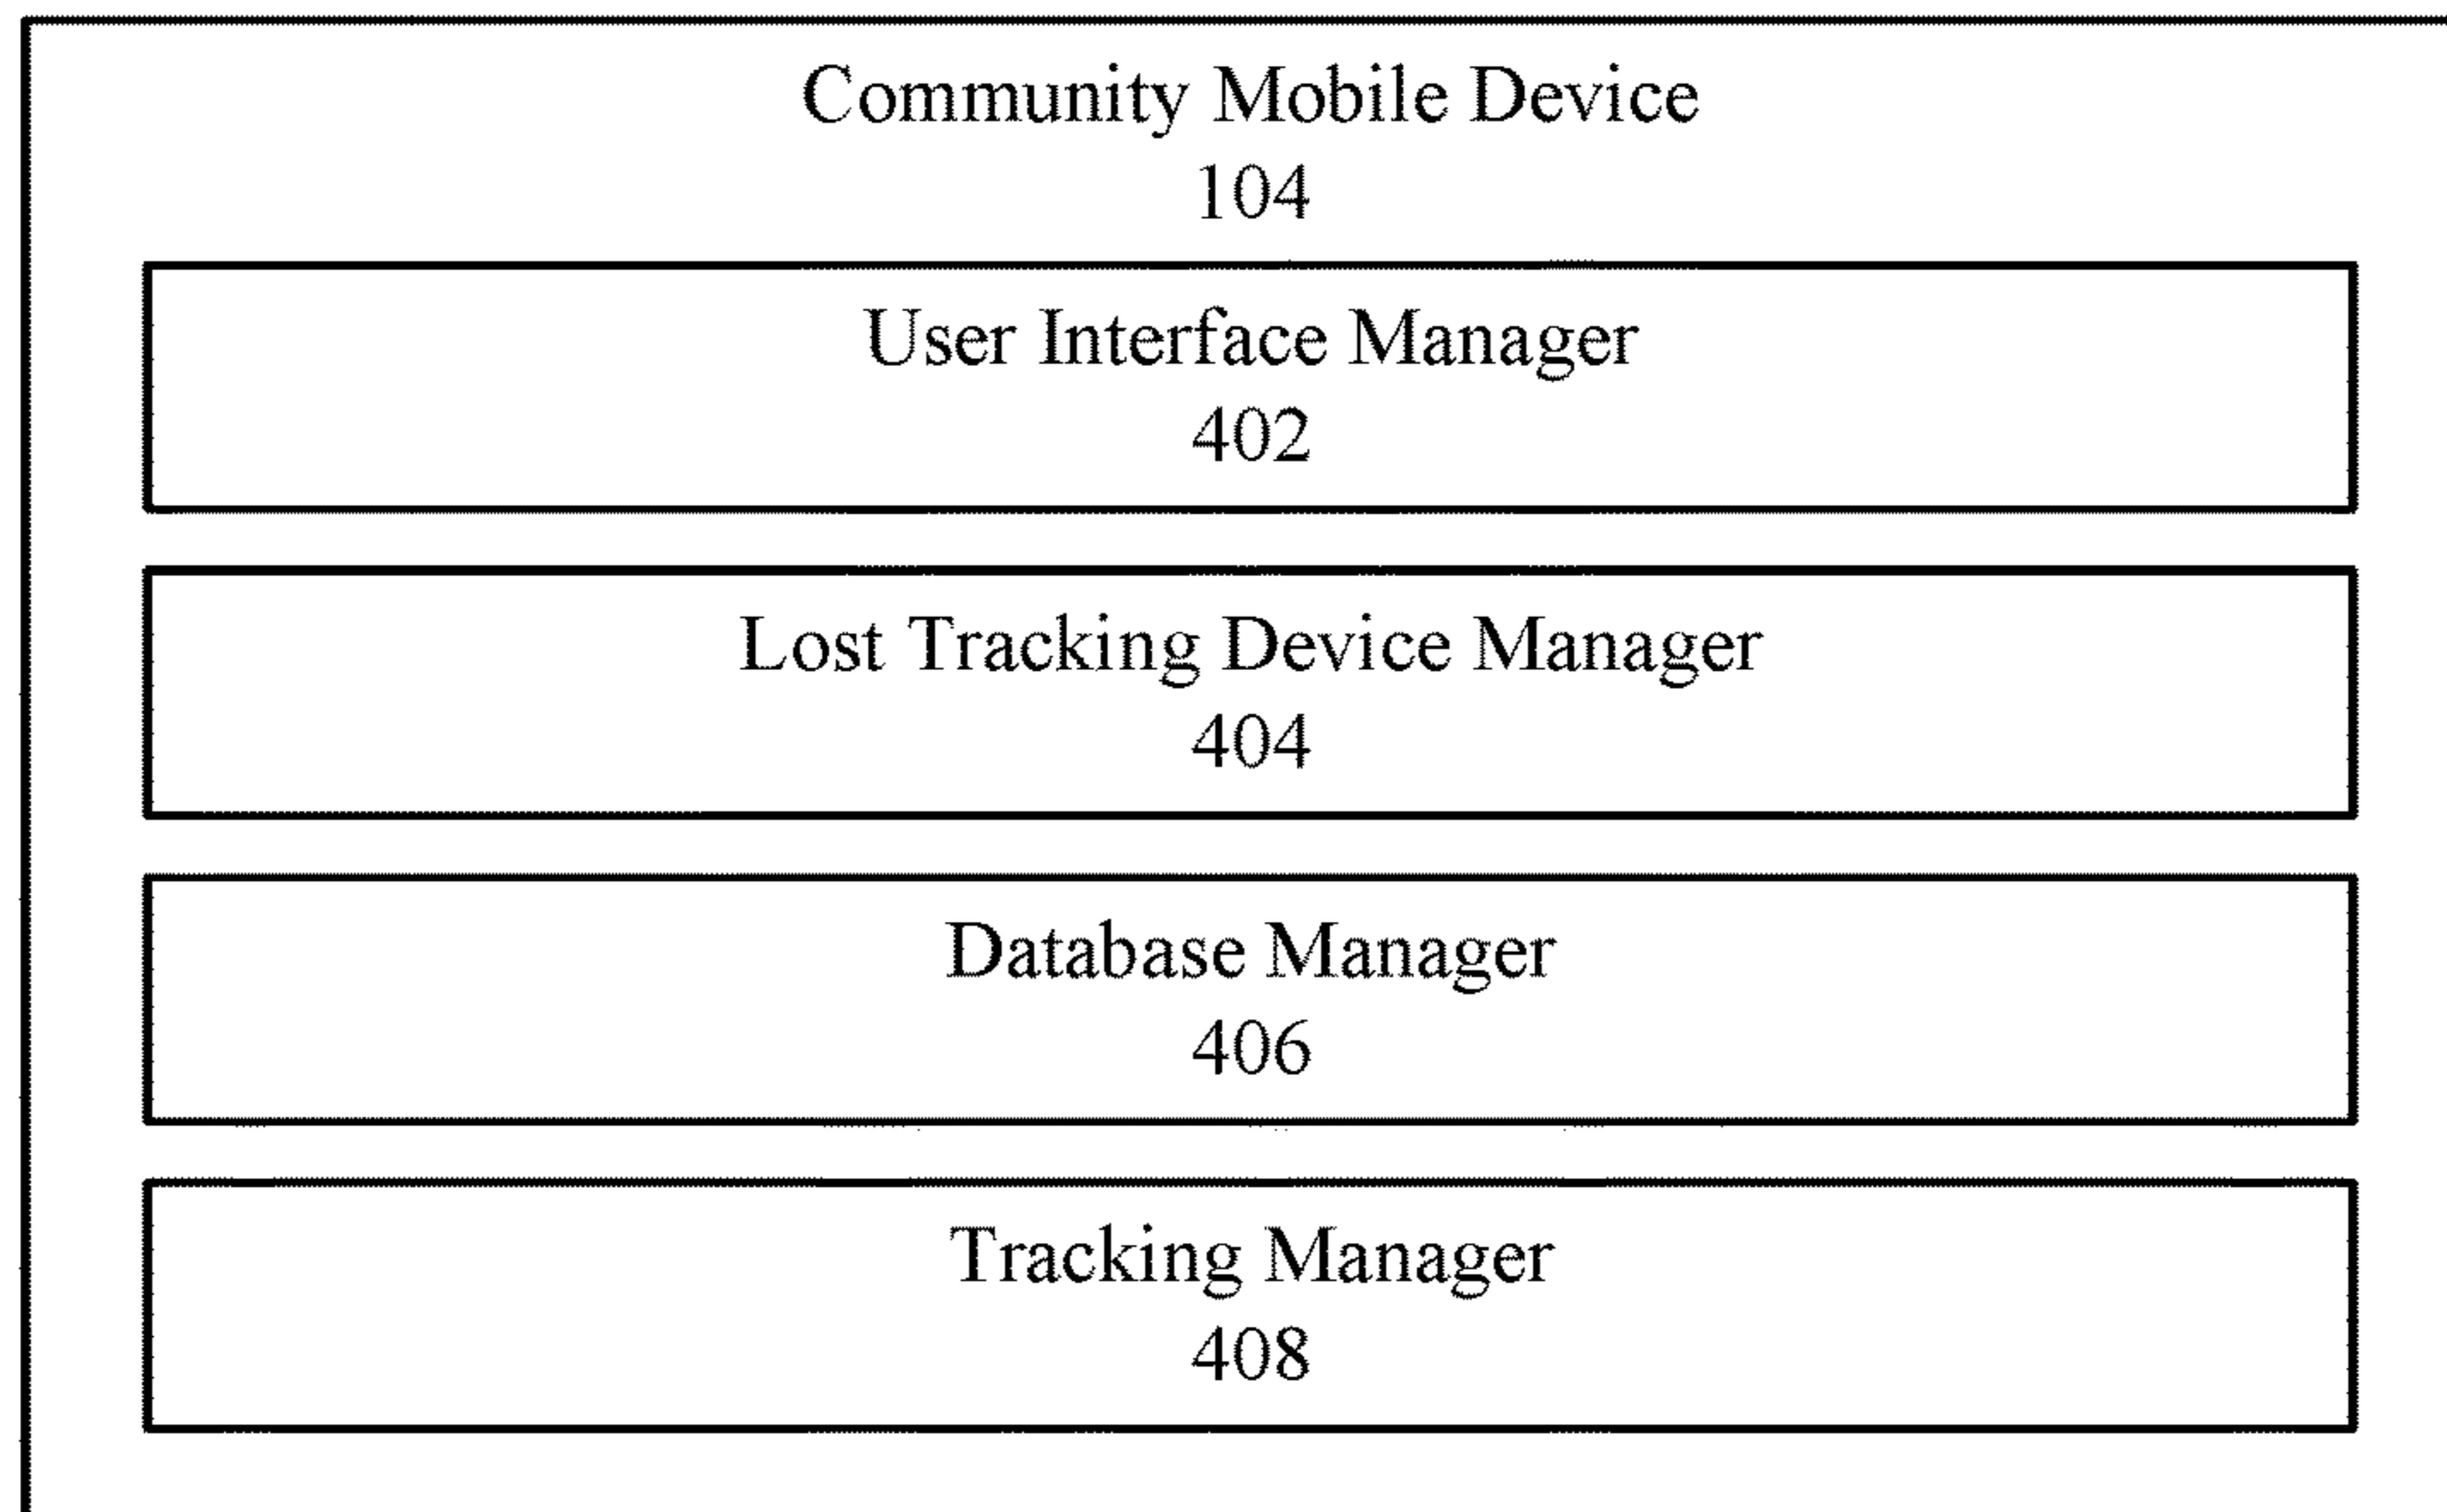 Community Mobile Device
104
User Interface Manager
402
Lost Tracking Device Manager
404
Database Manager
406
Tracking Manager
408